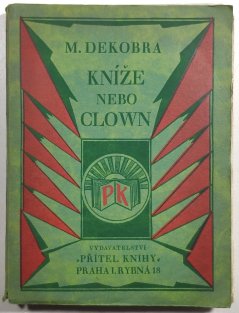 M. DEKOBRA
KNÍŽE
NEBO
CLOWN
PK
VYDAVATELSTVÍ
„PŘÍTEL KNIHY"
PRAHA I. RYBNÁ 18